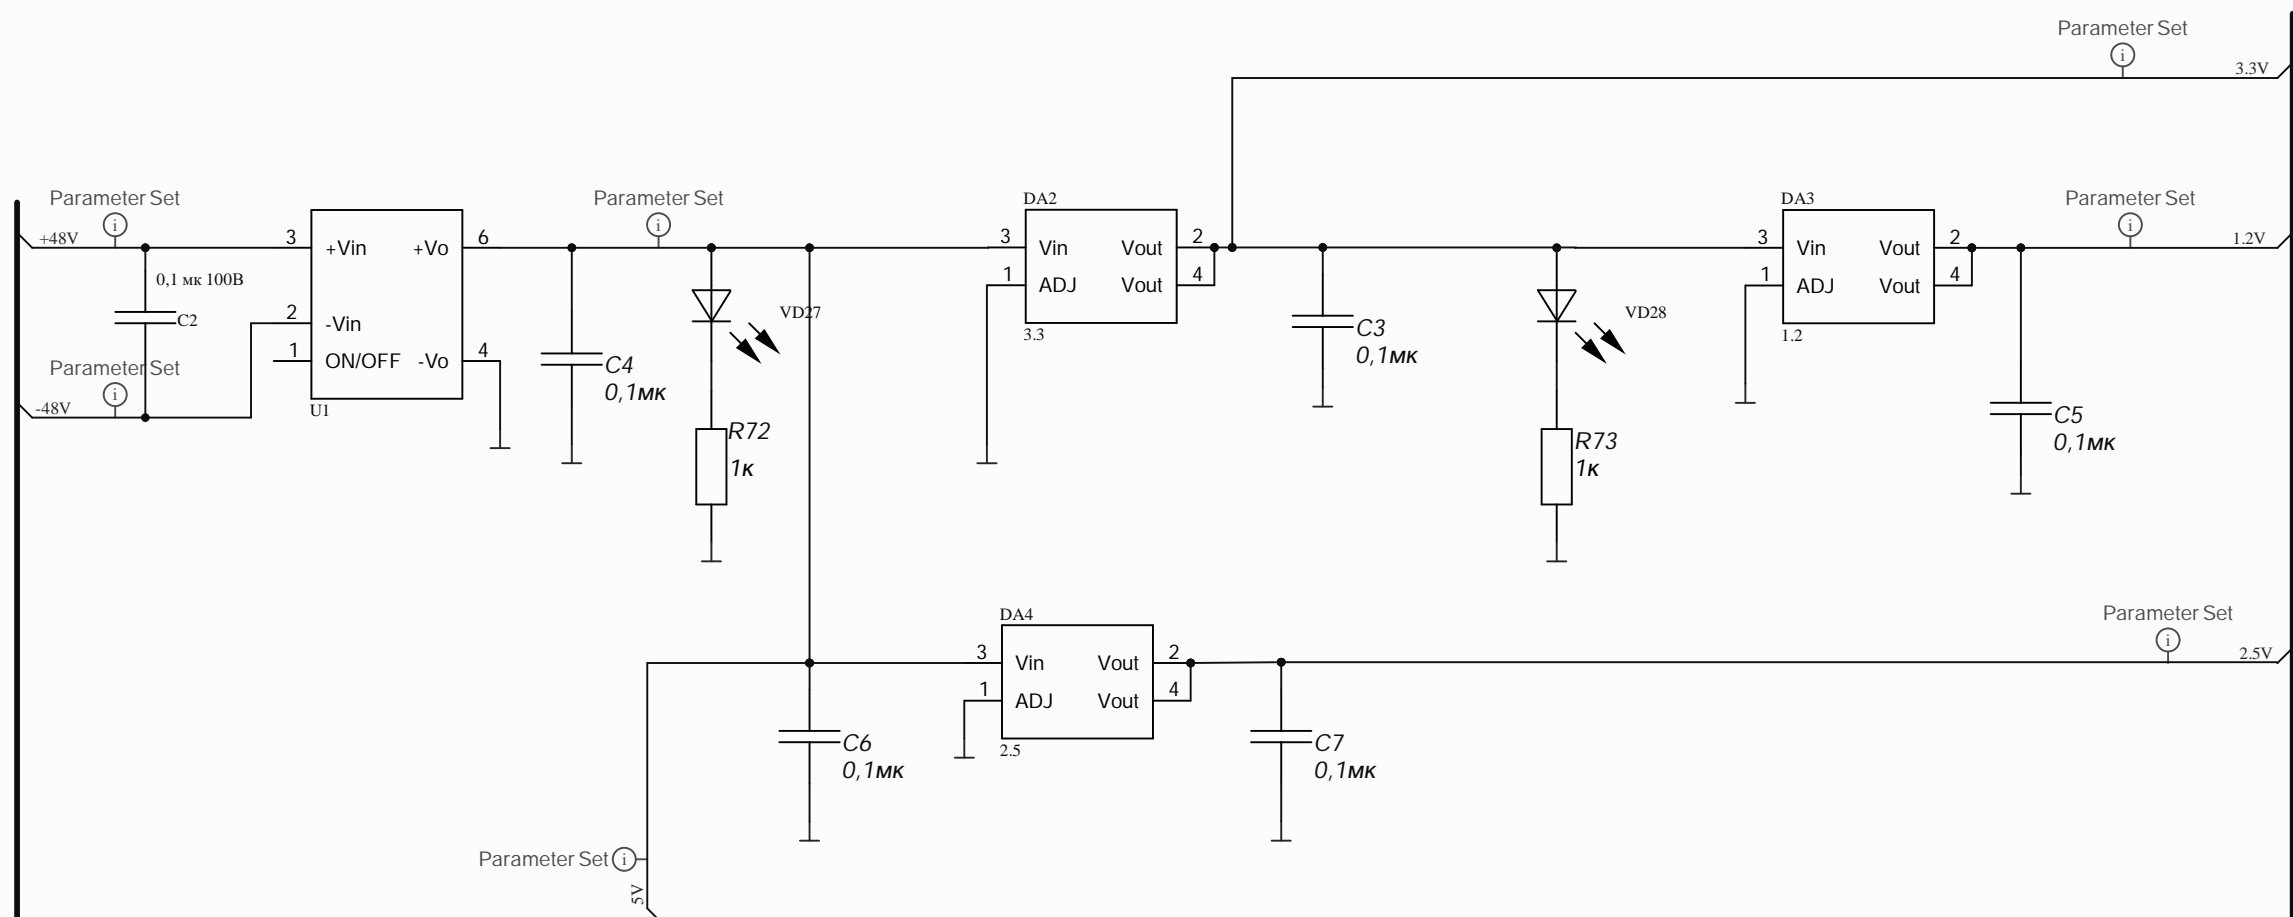 Parameter Set
i
3.3V
Parameter Set
i
+48V
3
+Vin
+Vo
6
0,1 мк 100В
C2
2
-Vin
1
ON/OFF
-Vo
4
U1
Parameter Set
i
-48V
Parameter Set
i
C4
0,1мк
VD27
R72
1к
DA2
3
Vin
Vout
2
1
ADJ
Vout
4
3.3
C3
0,1мк
VD28
R73
1к
DA3
3
Vin
Vout
2
1
ADJ
Vout
4
1.2
Parameter Set
i
1.2V
C5
0,1мк
DA4
3
Vin
Vout
2
1
ADJ
Vout
4
2.5
C6
0,1мк
C7
0,1мк
Parameter Set
i
2.5V
Parameter Set
i
5V